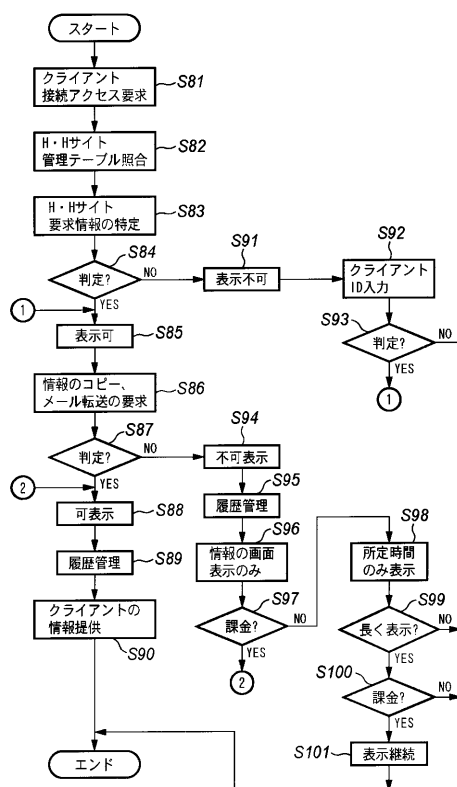 スタート
クライアント
接続アクセス要求
S81
H・Hサイト
管理テーブル照合
S82
H・Hサイト
要求情報の特定
S83
S84
判定?
NO
YES
S91
表示不可
S92
クライアント
ID入力
S93
判定?
NO
YES
1
1
表示可
S85
情報のコピー、
メール転送の要求
S86
S87
判定?
NO
YES
2
可表示
S88
履歴管理
S89
クライアントの
情報提供
S90
エンド
S94
不可表示
S95
履歴管理
S96
情報の画面
表示のみ
S97
課金?
NO
YES
2
S98
所定時間
のみ表示
S99
長く表示?
NO
YES
S100
課金?
NO
YES
S101
表示継続